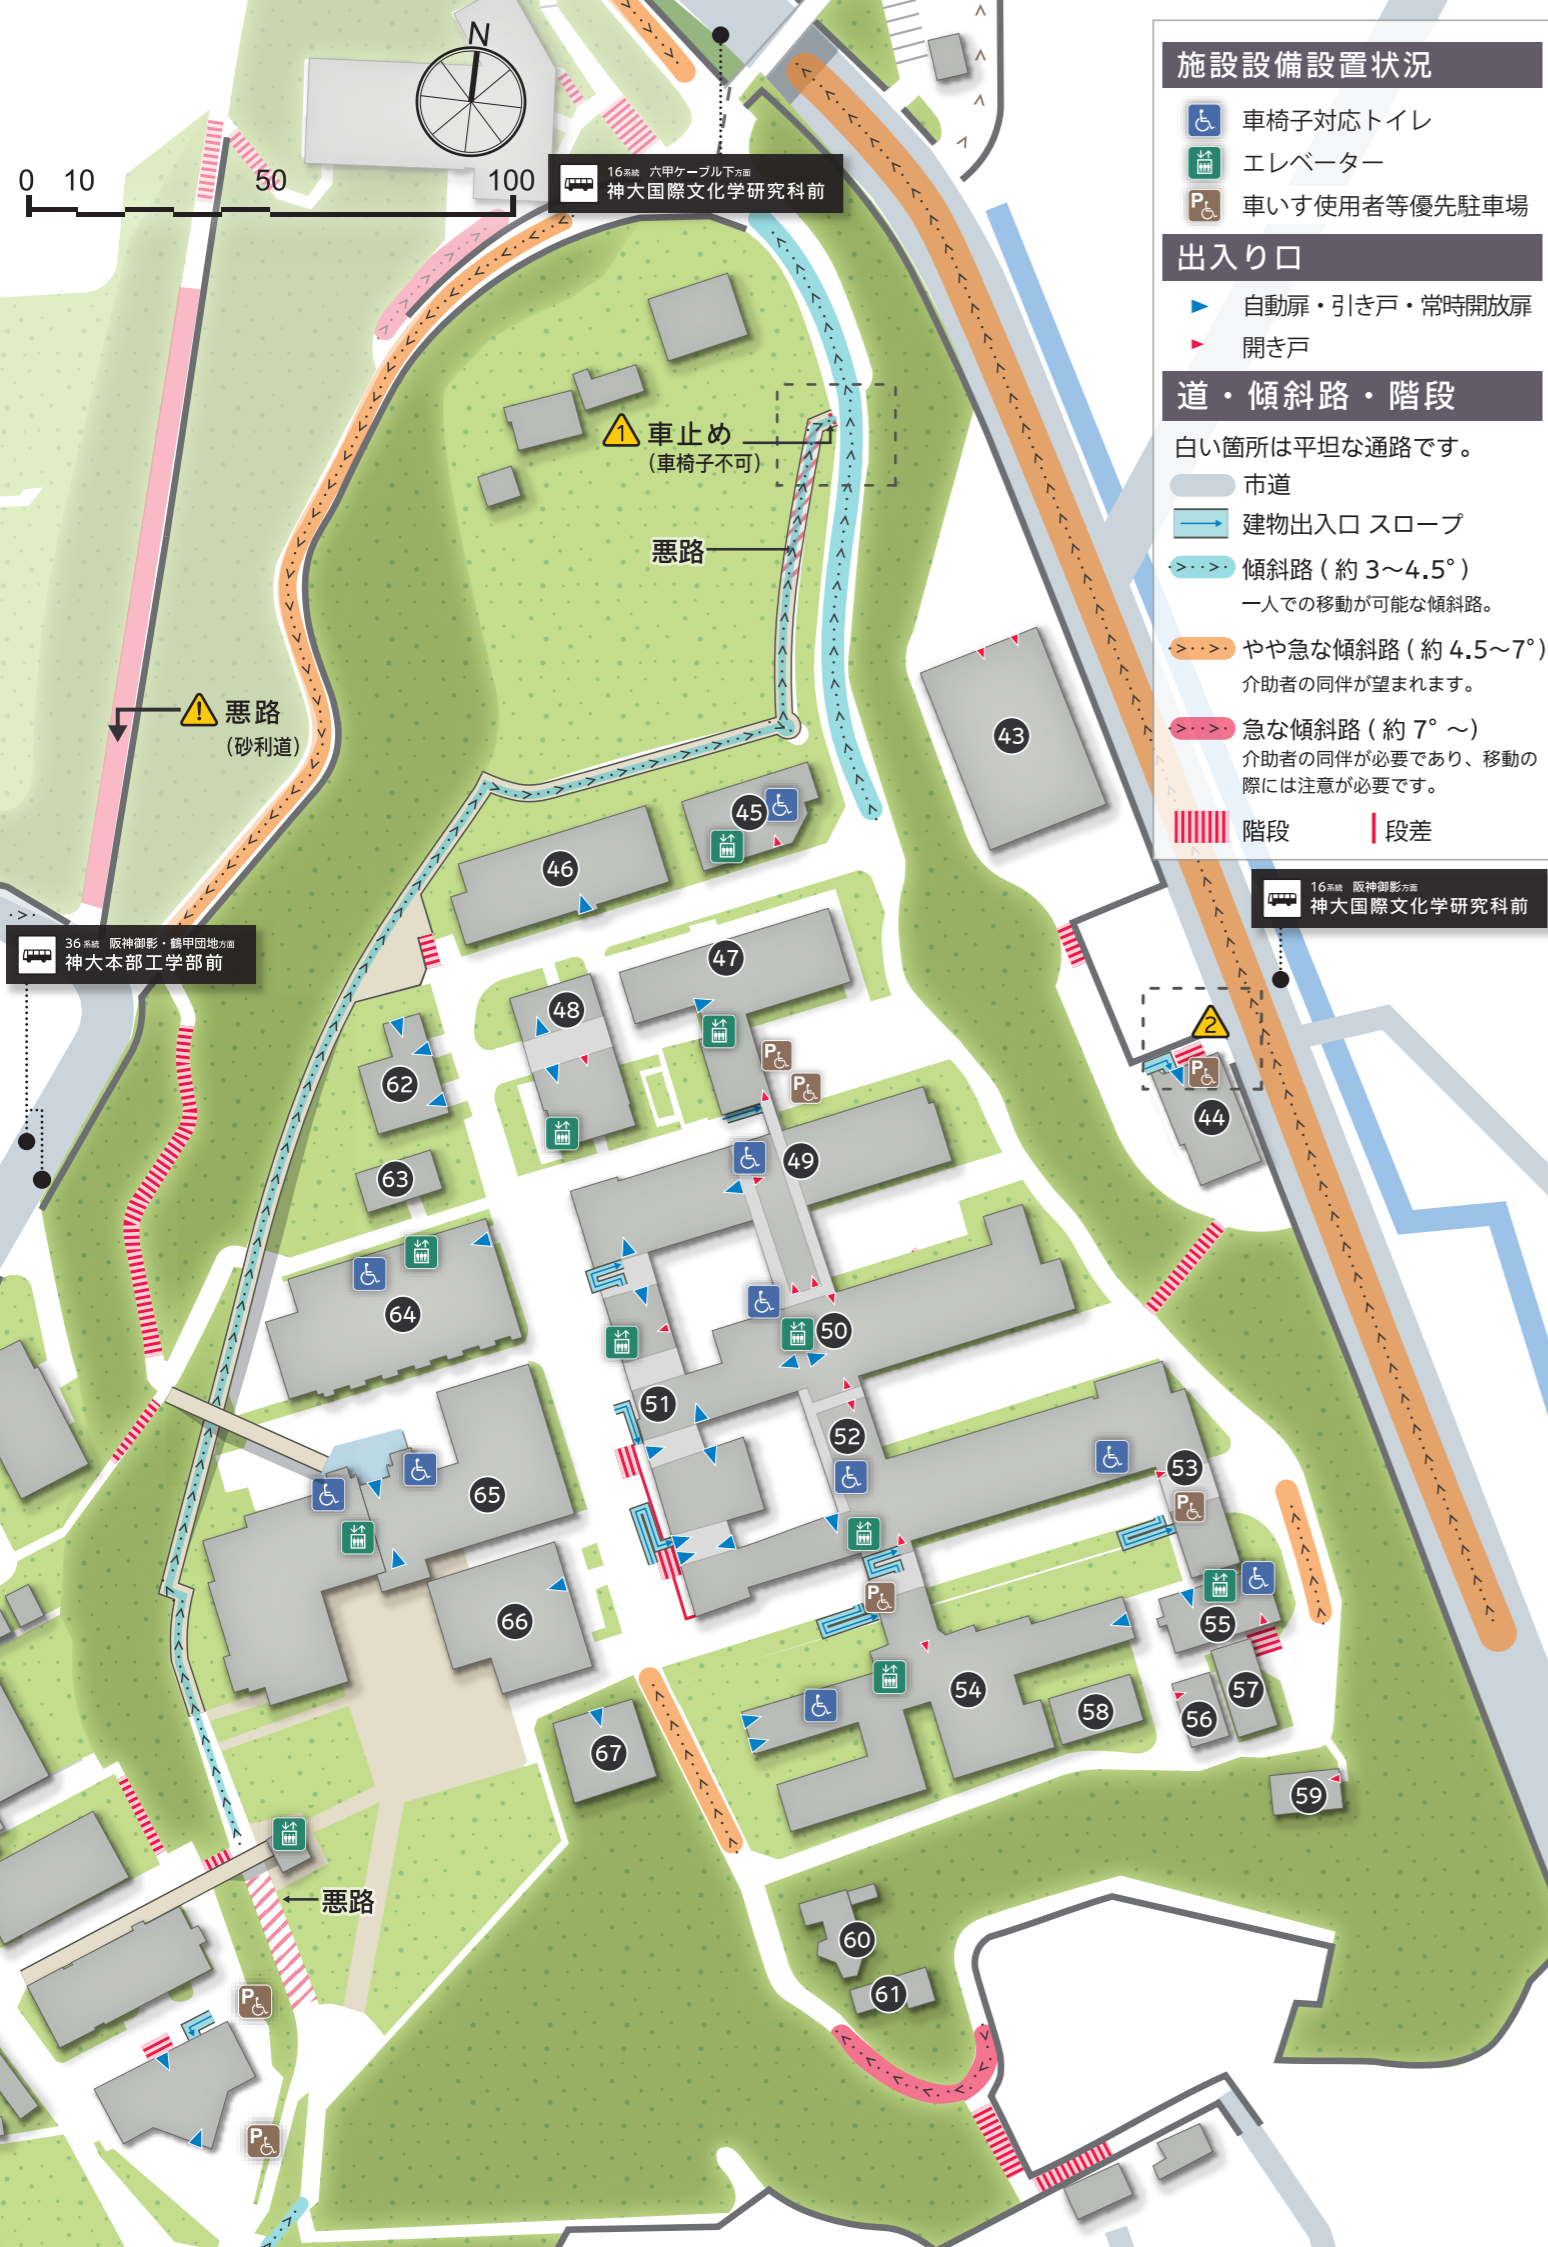 N
0 10 50 100
16系統 六甲ケーブル下方面
神大国際文化学研究科前
施設設備設置状況
車椅子対応トイレ
エレベーター
P 車いす使用者等優先駐車場
出入り口
自動扉・引き戸・常時開放扉
開き戸
道・傾斜路・階段
白い箇所は平坦な通路です。
市道
建物出入口 スロープ
傾斜路 ( 約 3〜4.5° )
一人での移動が可能な傾斜路。
やや急な傾斜路 ( 約 4.5〜7° )
介助者の同伴が望まれます。
急な傾斜路 ( 約 7° 〜)
介助者の同伴が必要であり、移動の
際には注意が必要です。
階段 段差
1 車止め
(車椅子不可)
悪路
! 悪路
(砂利道)
43
45
46
16系統 阪神御影方面
神大国際文化学研究科前
36系統 阪神御影・鶴甲団地方面
神大本部工学部前
47
48
2
P
P
P
62
44
49
63
64
50
51
52
53
65
P
P
66
55
54
57
58
56
67
59
悪路
60
61
P
P